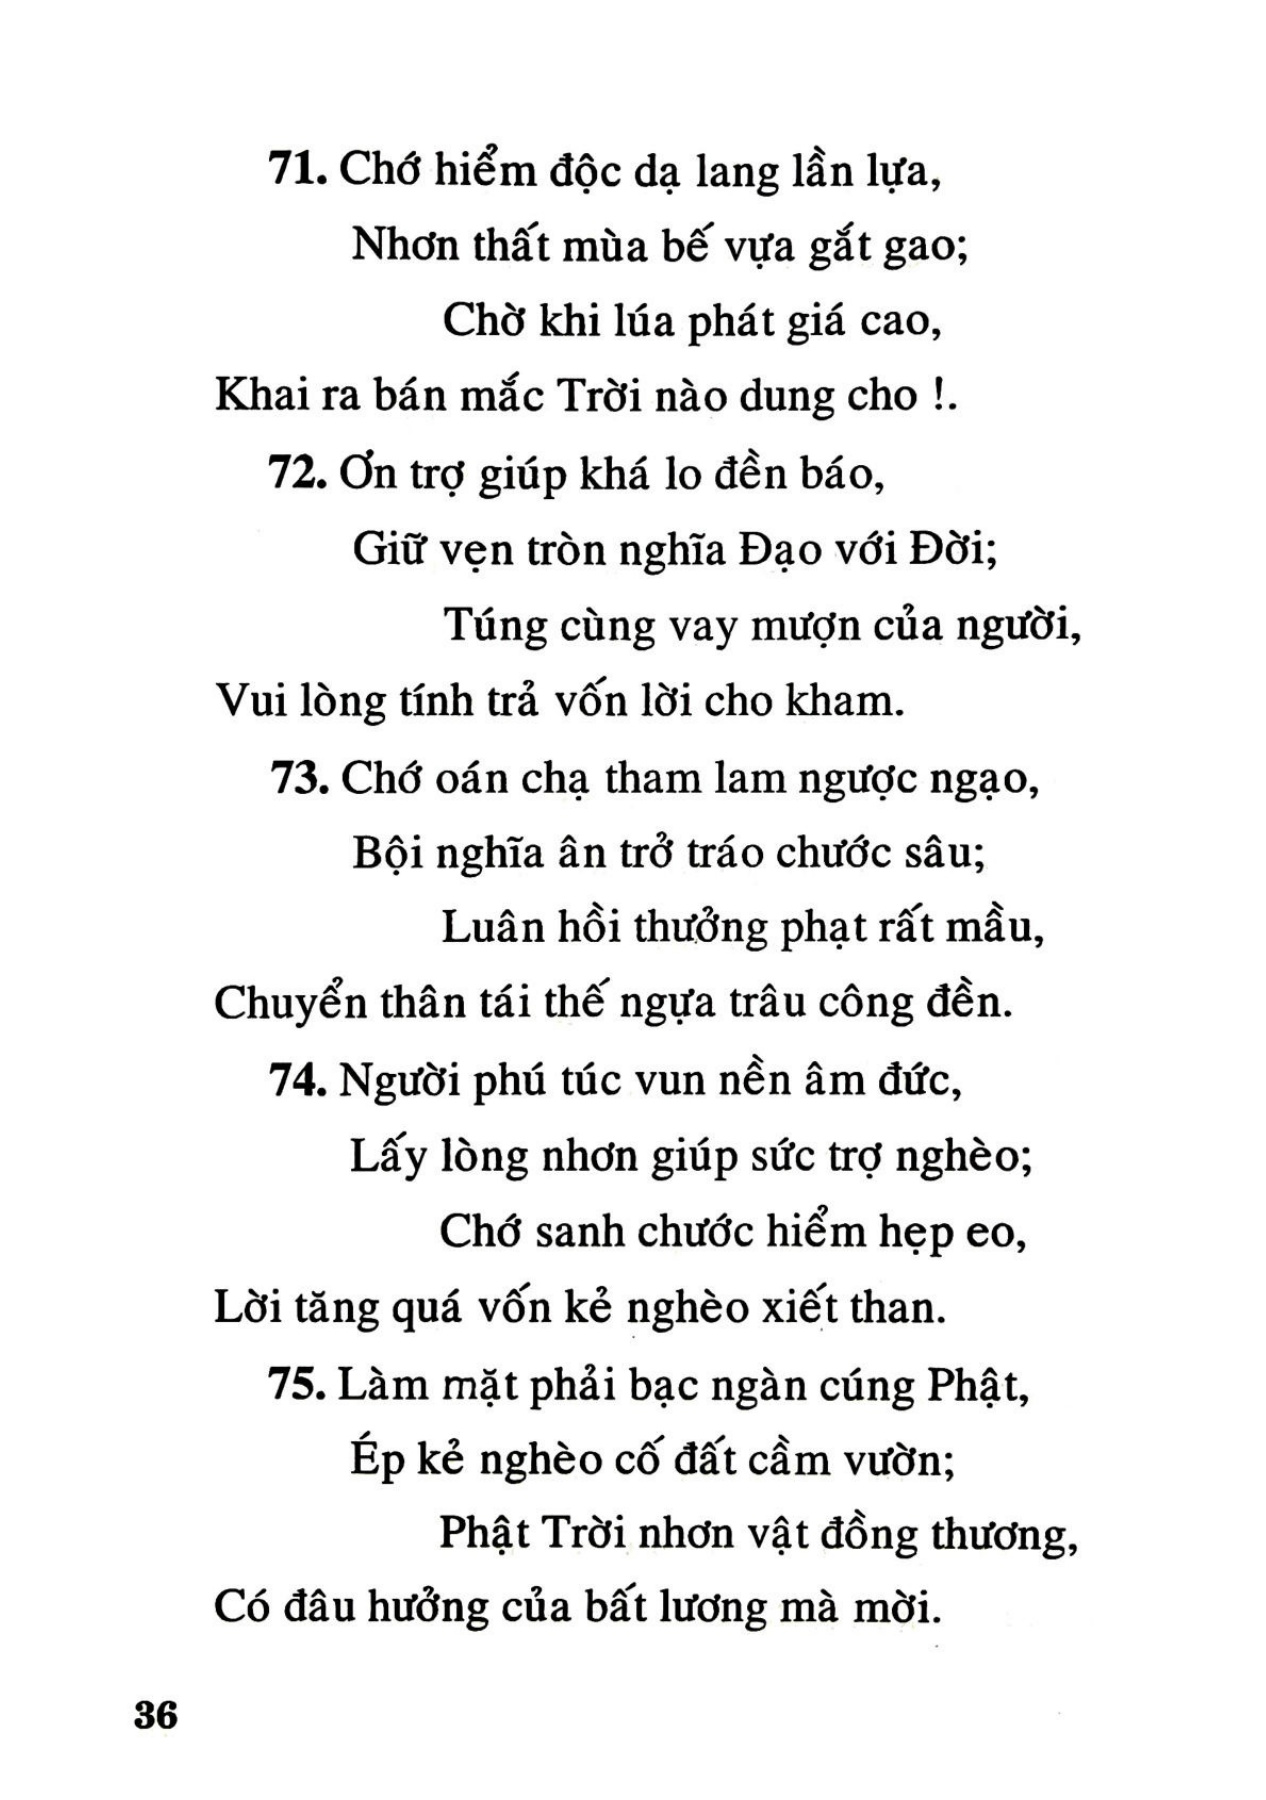 71. Chớ hiểm độc dạ lang lần lựa,
Nhơn thất mùa bế vựa gắt gao;
Chờ khi lúa phát giá cao,
Khai ra bán mắc Trời nào dung cho !.
72. Ơn trợ giúp khá lo đền báo,
Giữ vẹn tròn nghĩa Đạo với Đời;
Túng cùng vay mượn của người,
Vui lòng tính trả vốn lời cho kham.
73. Chớ oán chạ tham lam ngược ngạo,
Bội nghĩa ân trở tráo chước sâu;
Luân hồi thưởng phạt rất mầu,
Chuyển thân tái thế ngựa trâu công đền.
74. Người phú túc vun nền âm đức,
Lấy lòng nhơn giúp sức trợ nghèo;
Chớ sanh chước hiểm hẹp eo,
Lời tăng quá vốn kẻ nghèo xiết than.
75. Làm mặt phải bạc ngàn cúng Phật,
Ép kẻ nghèo cố đất cầm vườn;
Phật Trời nhơn vật đồng thương,
Có đâu hưởng của bất lương mà mời.
36